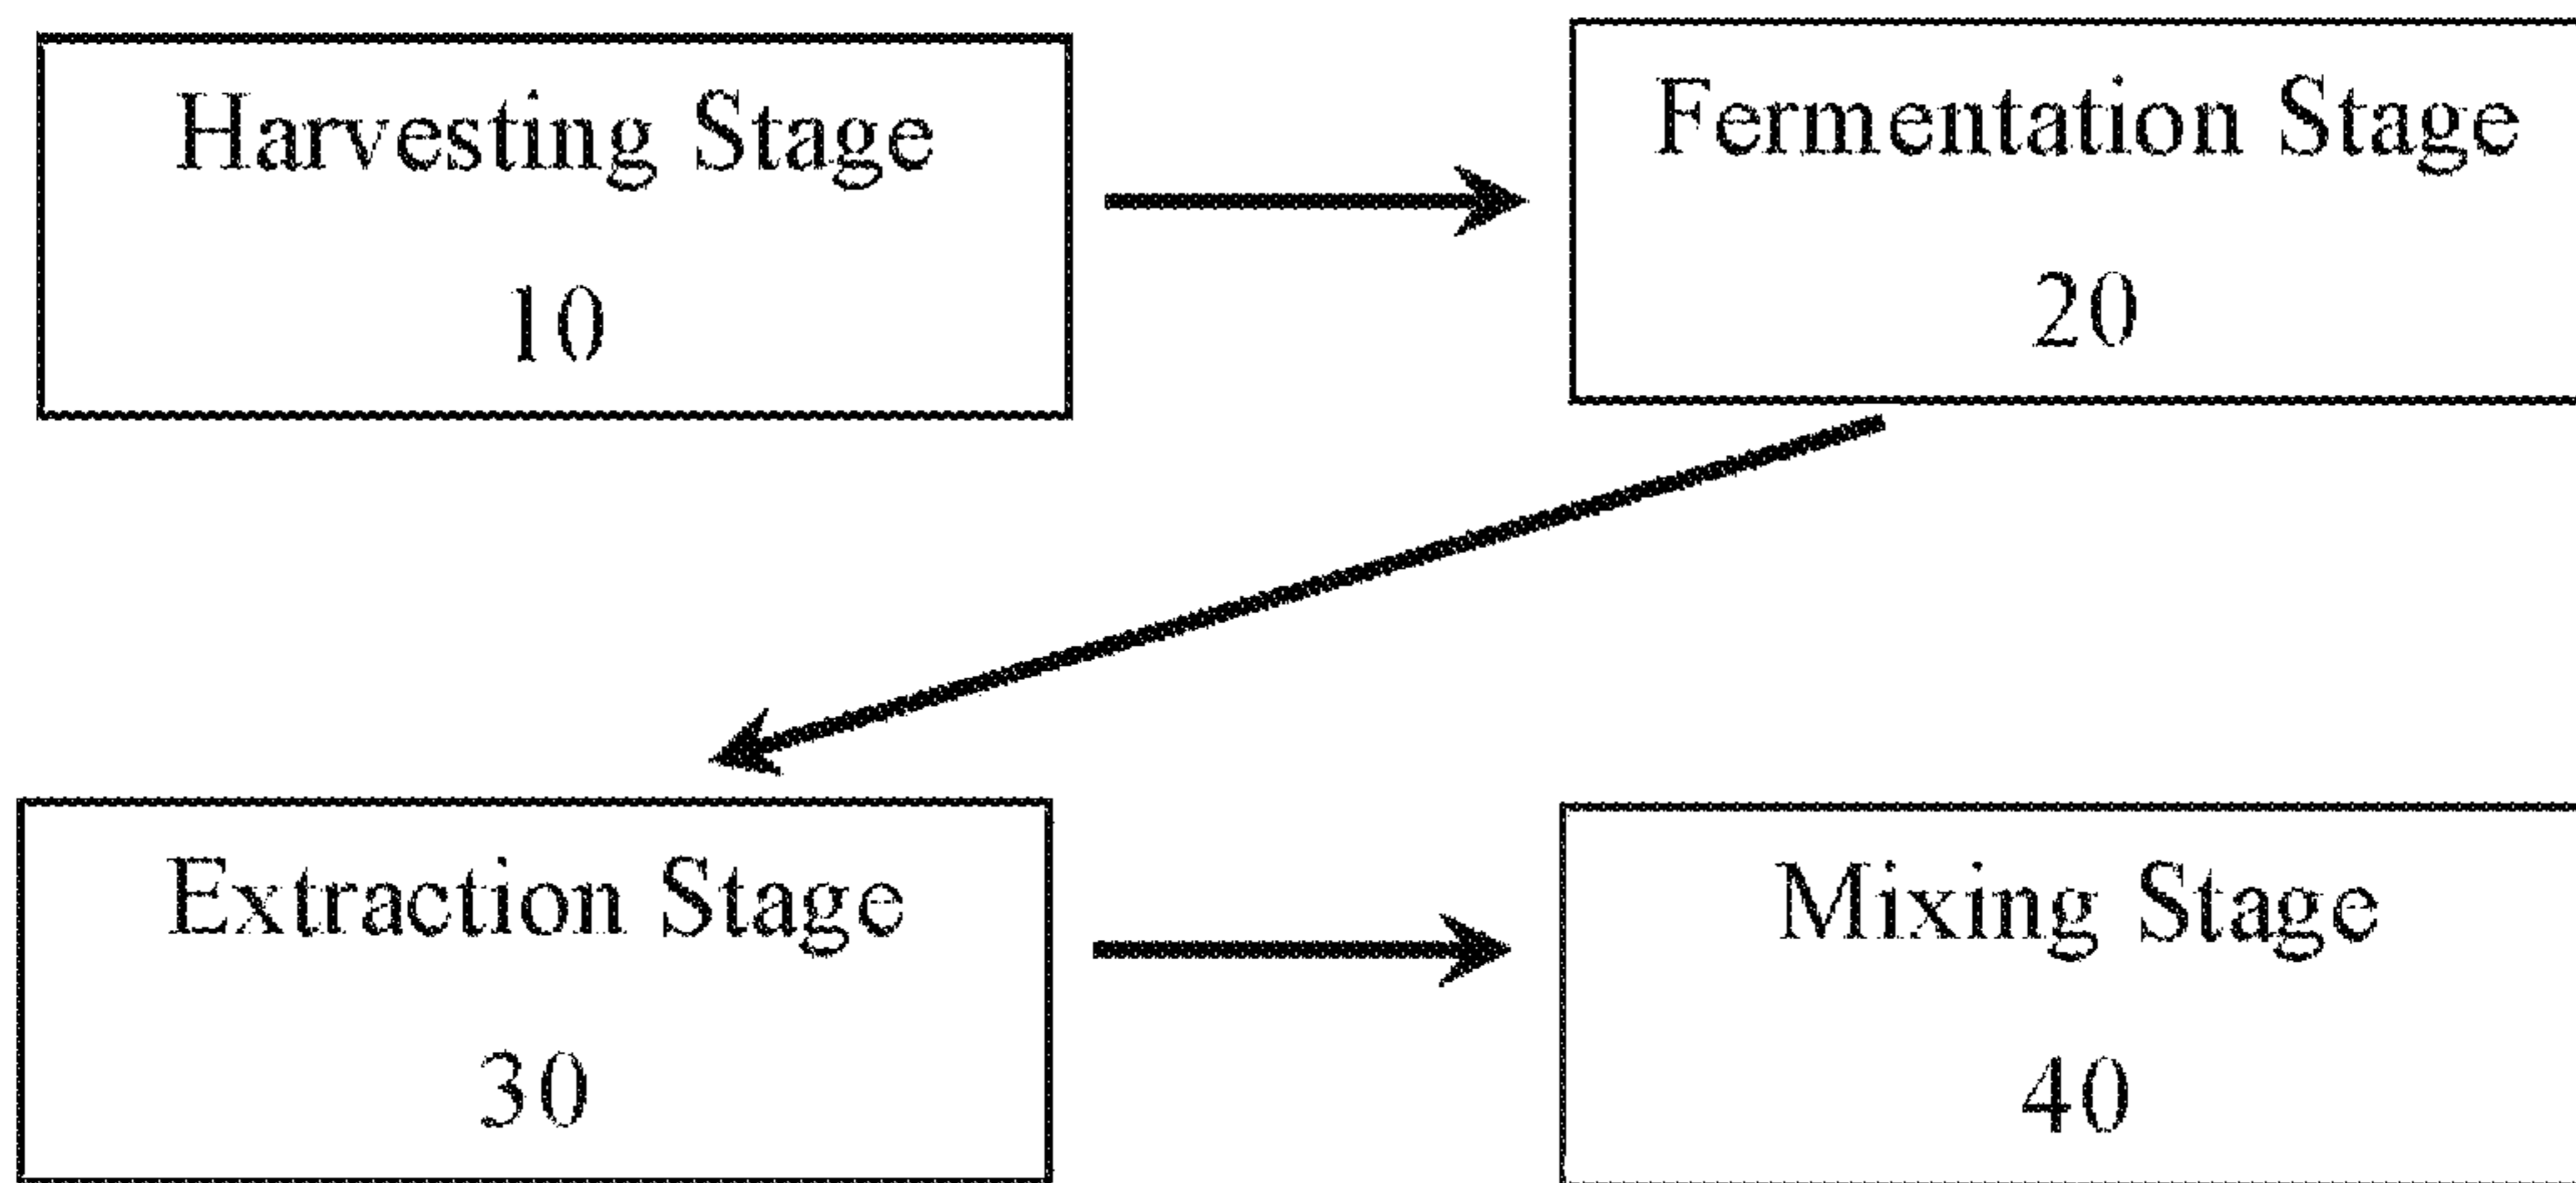 Harvesting Stage
10
Fermentation Stage
20
Extraction Stage
30
Mixing Stage
40